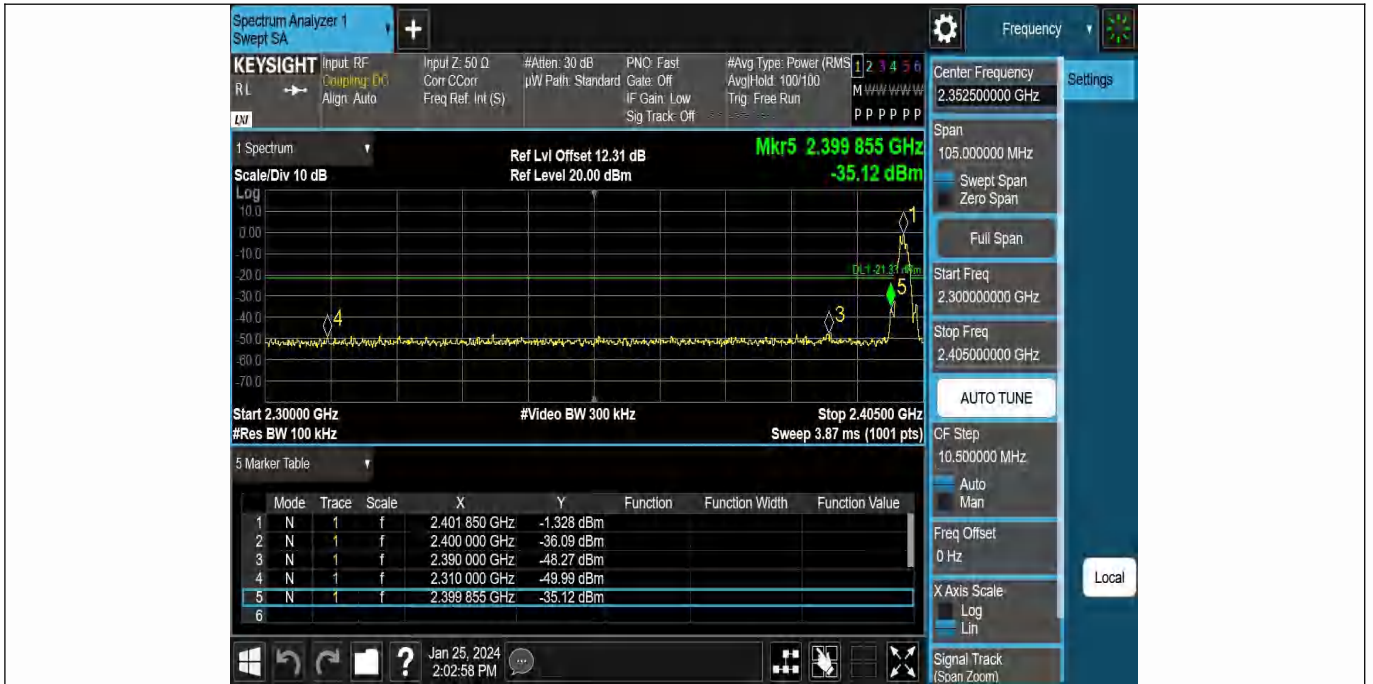 Spectrum Analyzer 1
Swept SA
+
Frequency
KEYSIGHT
Input: RF
Input Z: 50 Ω
#Atten: 30 dB
PNO: Fast
#Avg Type: Power (RMS
1 2 3 4 5 6
R L
Coupling: DC
Corr CCorr
µW Path: Standard
Gate: Off
Avg|Hold: 100/100
M W W W W W
Align: Auto
Freq Ref: Int (S)
IF Gain: Low
Trig: Free Run
Sig Track: Off
P P P P P P
LXI
Center Frequency
2.352500000 GHz
Settings
1 Spectrum
Ref Lvl Offset 12.31 dB
Mkr5 2.399 855 GHz
Scale/Div 10 dB
Ref Level 20.00 dBm
-35.12 dBm
Span
105.000000 MHz
Swept Span
Zero Span
Full Span
Log
10.0
0.00
-10.0
-20.0
-30.0
-40.0
-50.0
-60.0
-70.0
1
DL1 -21.33 dBm
5
4
3
Start Freq
2.300000000 GHz
Stop Freq
2.405000000 GHz
AUTO TUNE
Start 2.30000 GHz
#Video BW 300 kHz
Stop 2.40500 GHz
#Res BW 100 kHz
Sweep 3.87 ms (1001 pts)
CF Step
10.500000 MHz
Auto
Man
5 Marker Table
Mode Trace Scale X Y Function Function Width Function Value
1 N 1 f 2.401 850 GHz -1.328 dBm
2 N 1 f 2.400 000 GHz -36.09 dBm
3 N 1 f 2.390 000 GHz -48.27 dBm
4 N 1 f 2.310 000 GHz -49.99 dBm
5 N 1 f 2.399 855 GHz -35.12 dBm
6
Freq Offset
0 Hz
Local
X Axis Scale
Log
Lin
?
Jan 25, 2024
2:02:58 PM
Signal Track
(Span Zoom)